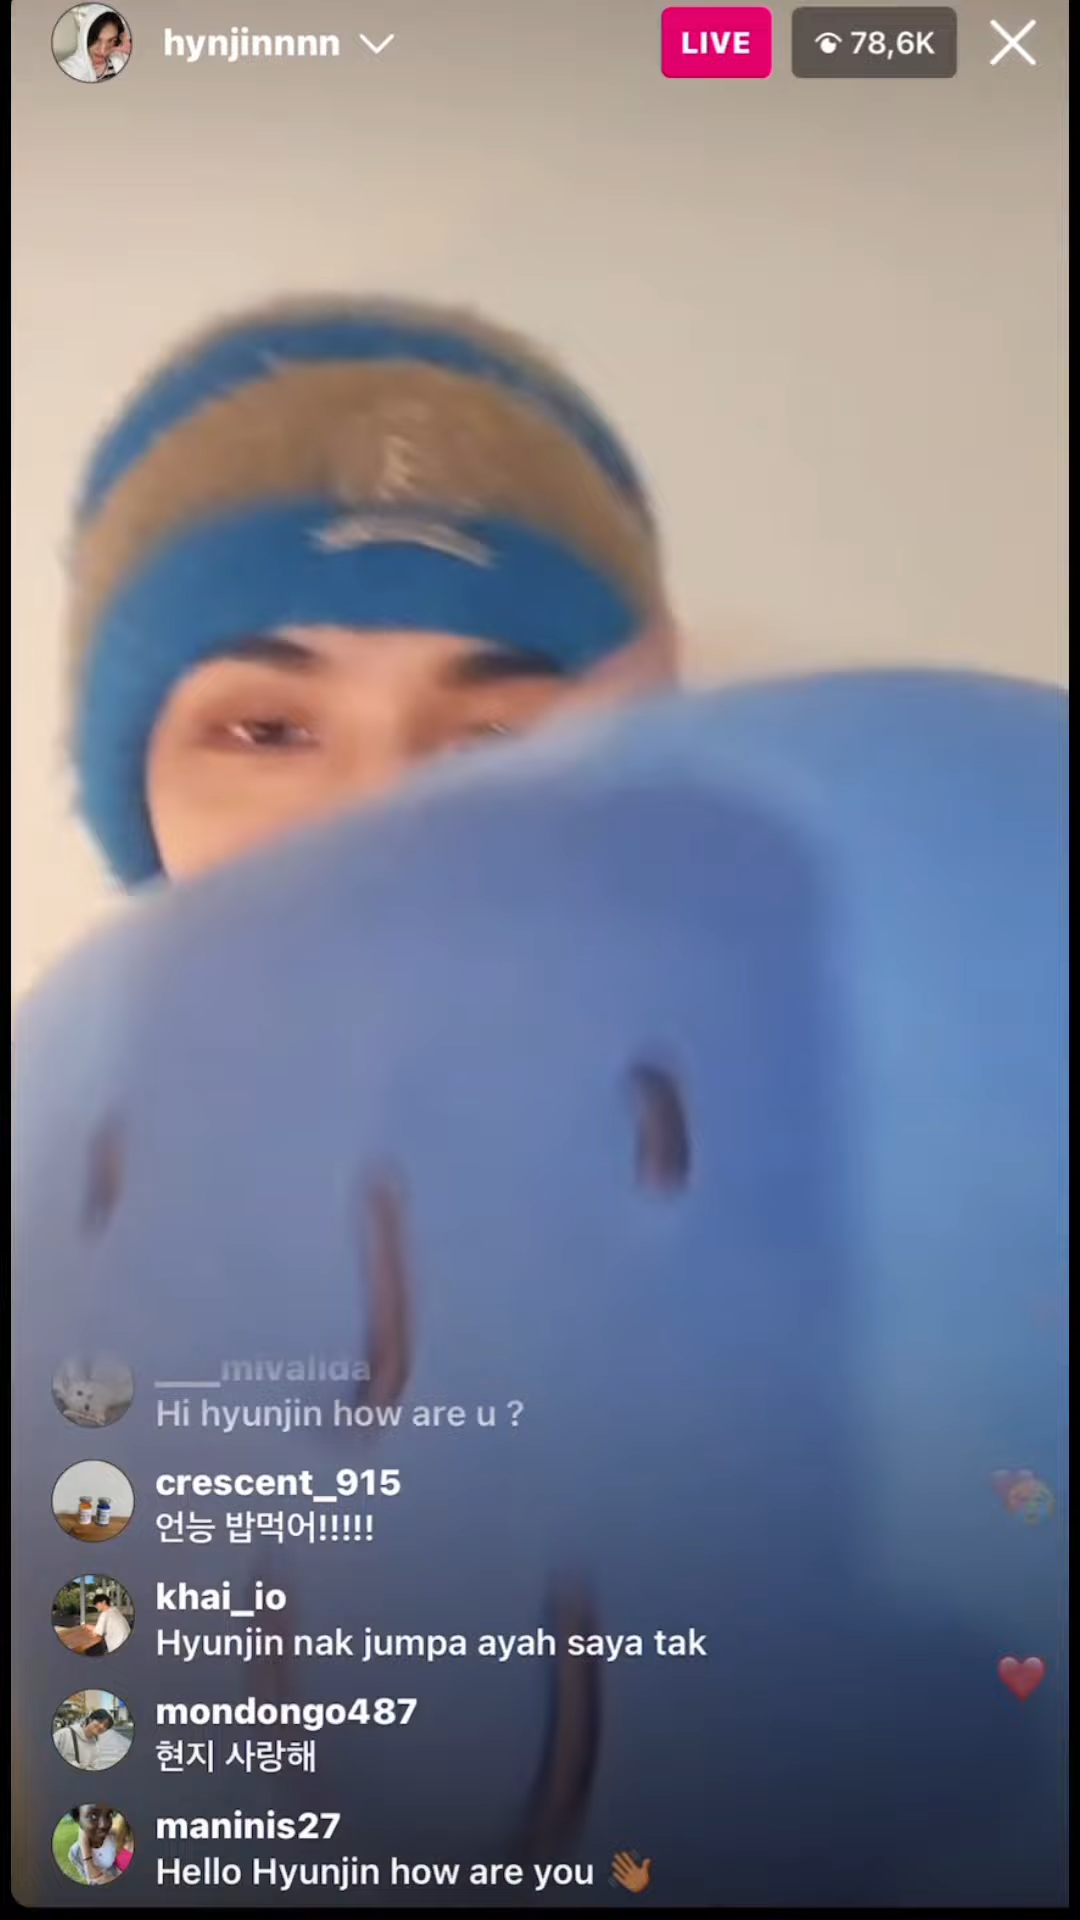 hynjinnnn
LIVE
78,6K
___mivalida
Hi hyunjin how are u ?
crescent_915
언능 밥먹어!!!!!
khai_io
Hyunjin nak jumpa ayah saya tak
mondongo487
현지 사랑해
maninis27
Hello Hyunjin how are you 👋🏾